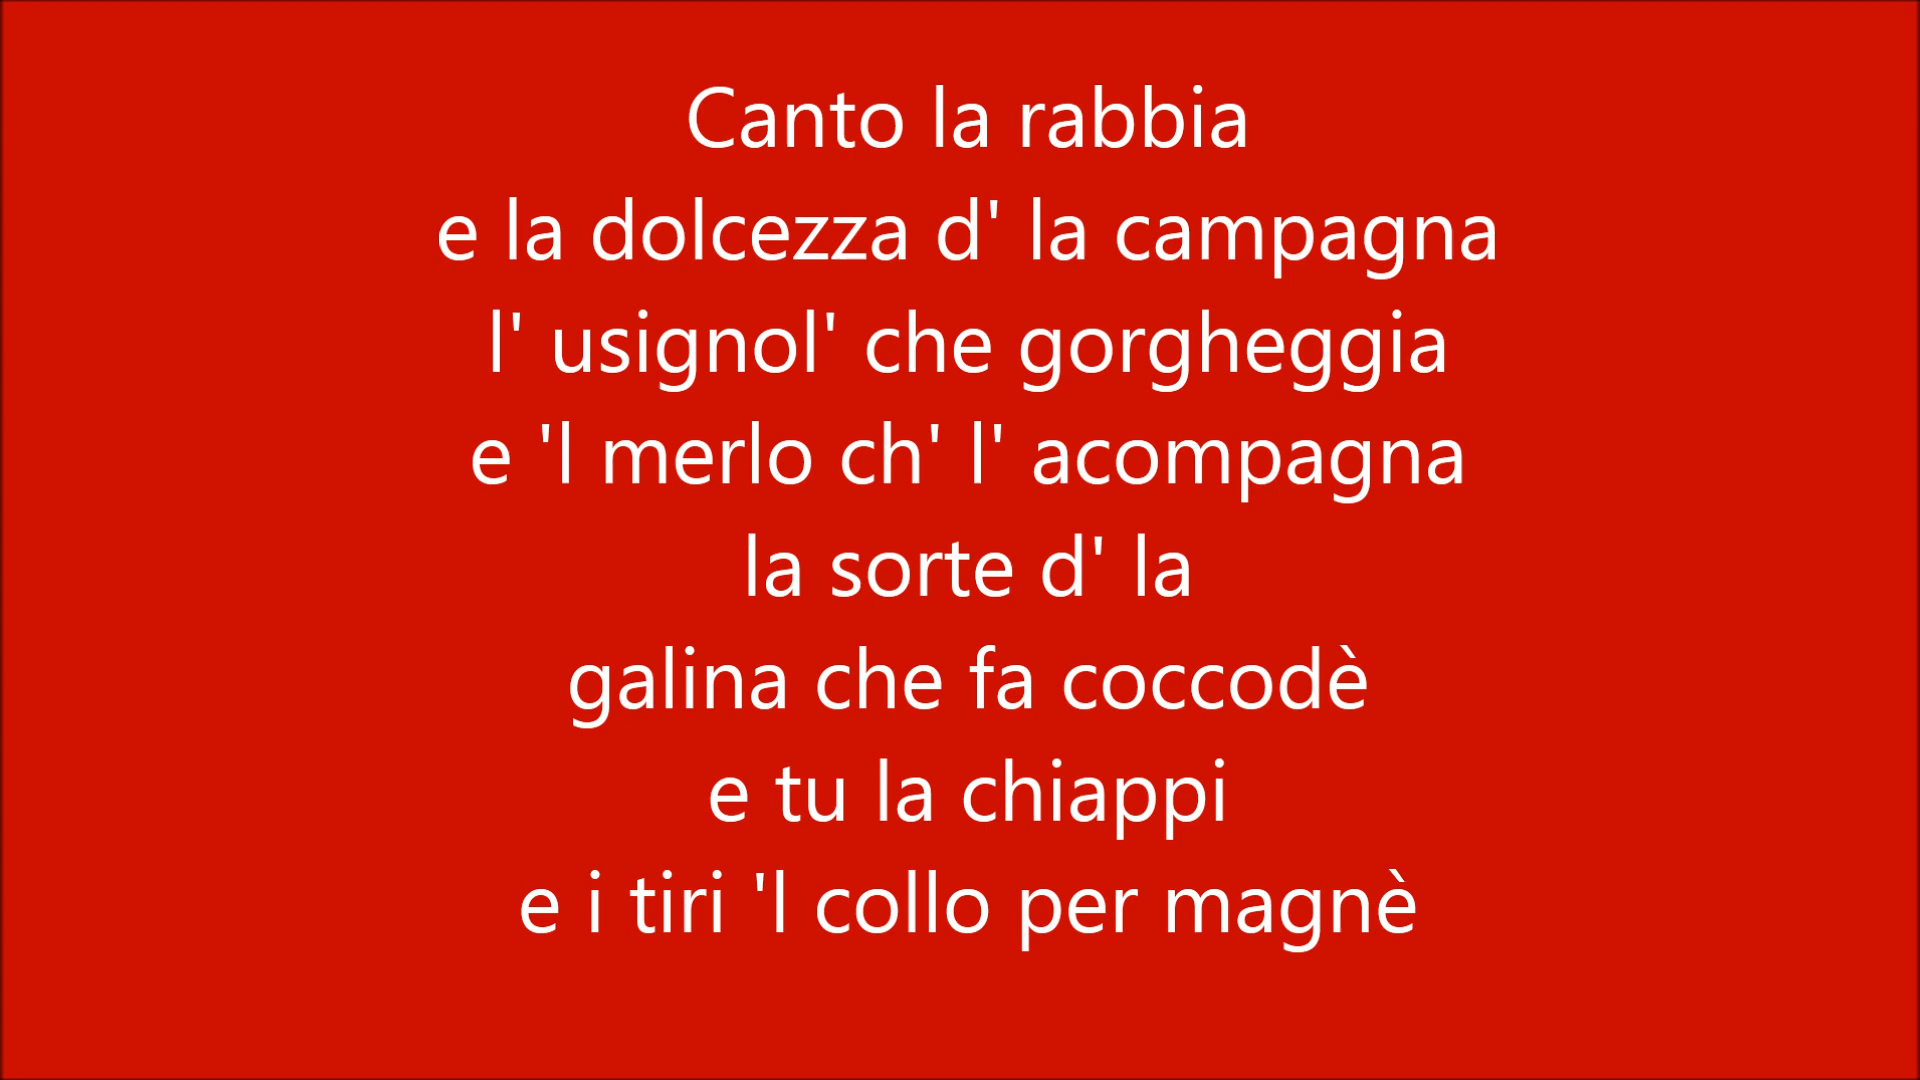 Canto la rabbia
e la dolcezza d' la campagna
l' usignol' che gorgheggia
e 'l merlo ch' l' acompagna
la sorte d' la
galina che fa coccodè
e tu la chiappi
e i tiri 'l collo per magnè